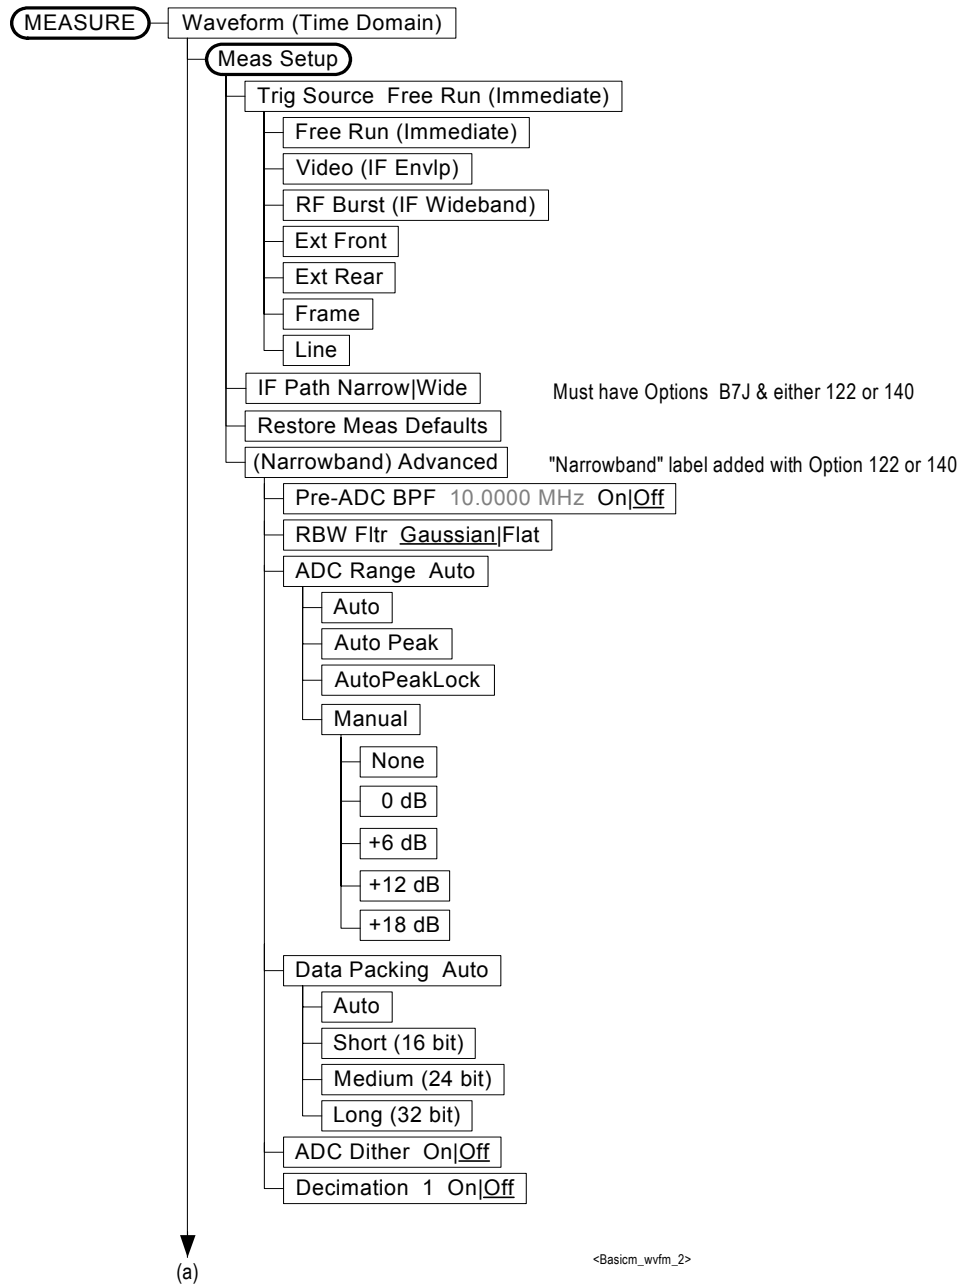 MEASURE Waveform (Time Domain)
Meas Setup
Trig Source Free Run (Immediate)
Free Run (Immediate)
Video (IF Envlp)
RF Burst (IF Wideband)
Ext Front
Ext Rear
Frame
Line
IF Path Narrow|Wide Must have Options B7J & either 122 or 140
Restore Meas Defaults
(Narrowband) Advanced "Narrowband" label added with Option 122 or 140
Pre-ADC BPF 10.0000 MHz On|Off
RBW Fltr Gaussian|Flat
ADC Range Auto
Auto
Auto Peak
AutoPeakLock
Manual
None
0 dB
+6 dB
+12 dB
+18 dB
Data Packing Auto
Auto
Short (16 bit)
Medium (24 bit)
Long (32 bit)
ADC Dither On|Off
Decimation 1 On|Off
(a) <Basicm_wvfm_2>